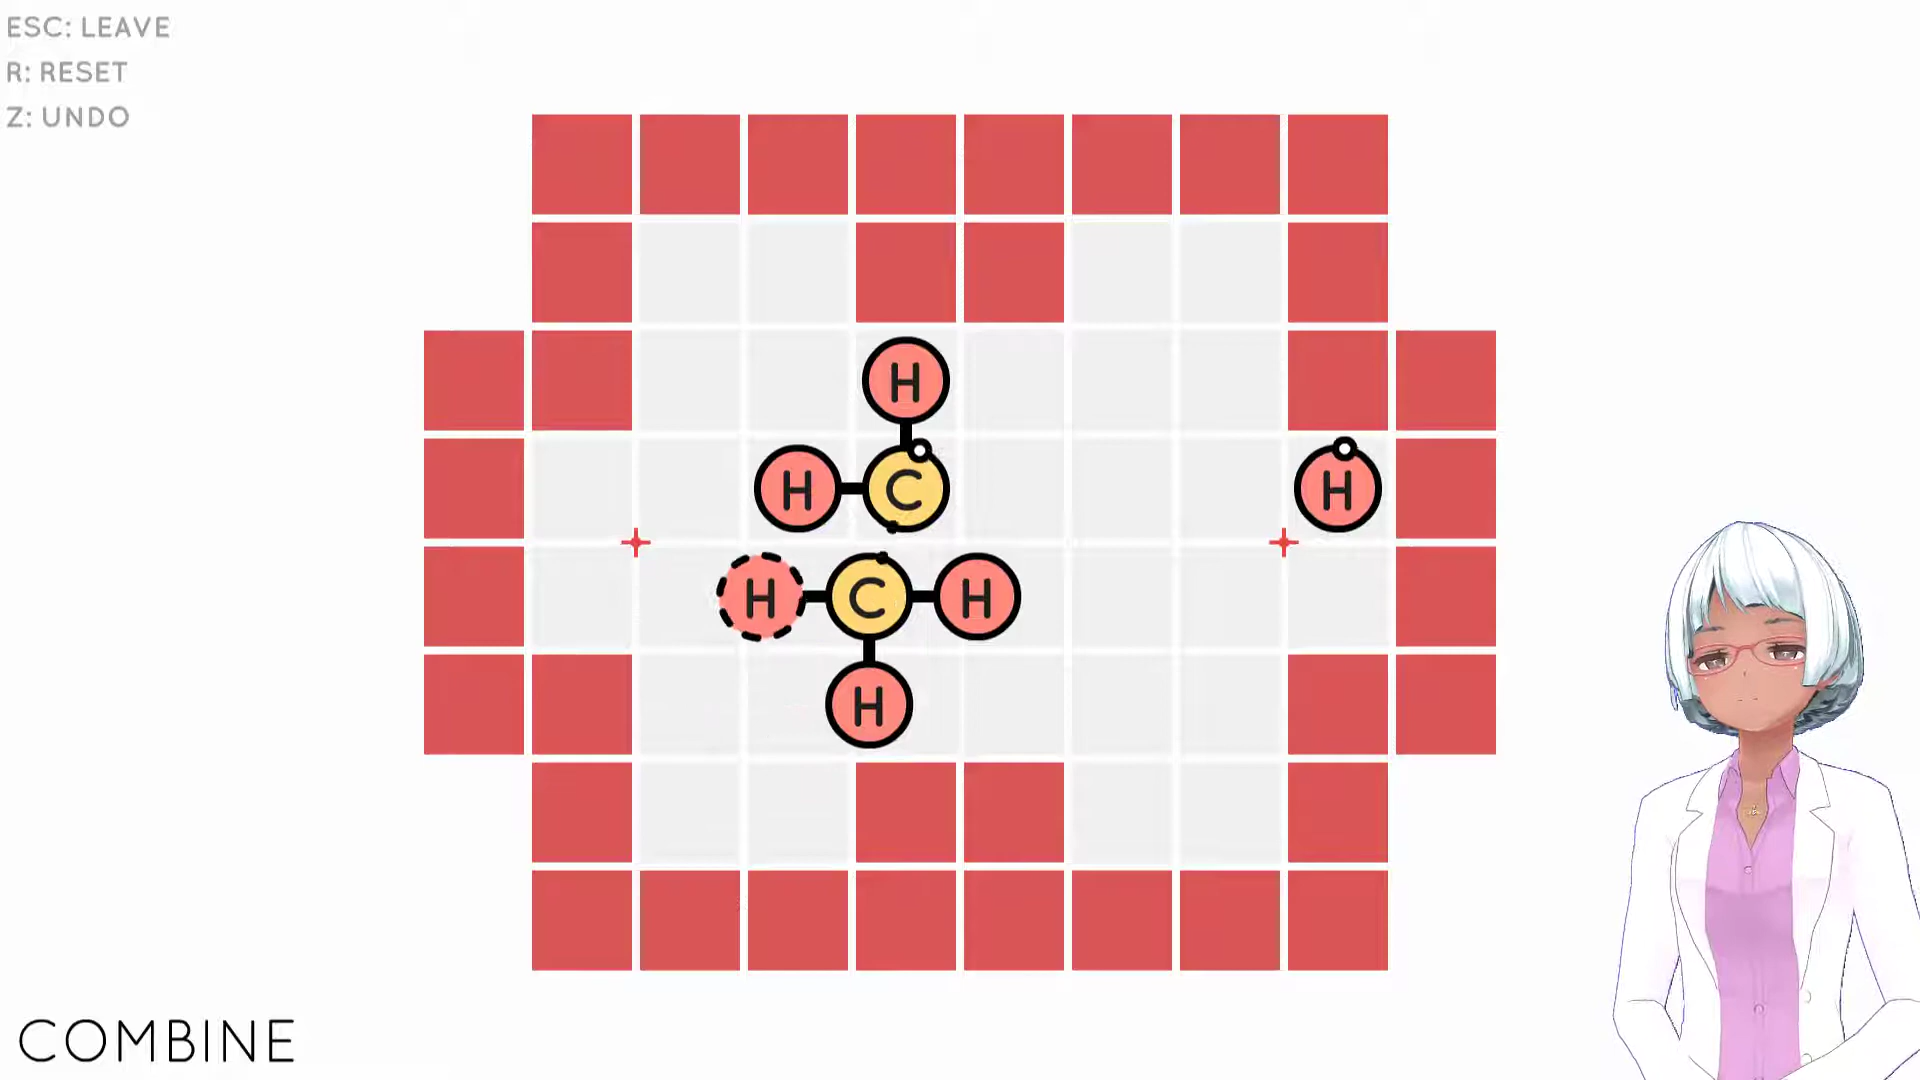 ESC: LEAVE
R: RESET
Z: UNDO
H
H C H
H C H
H
COMBINE